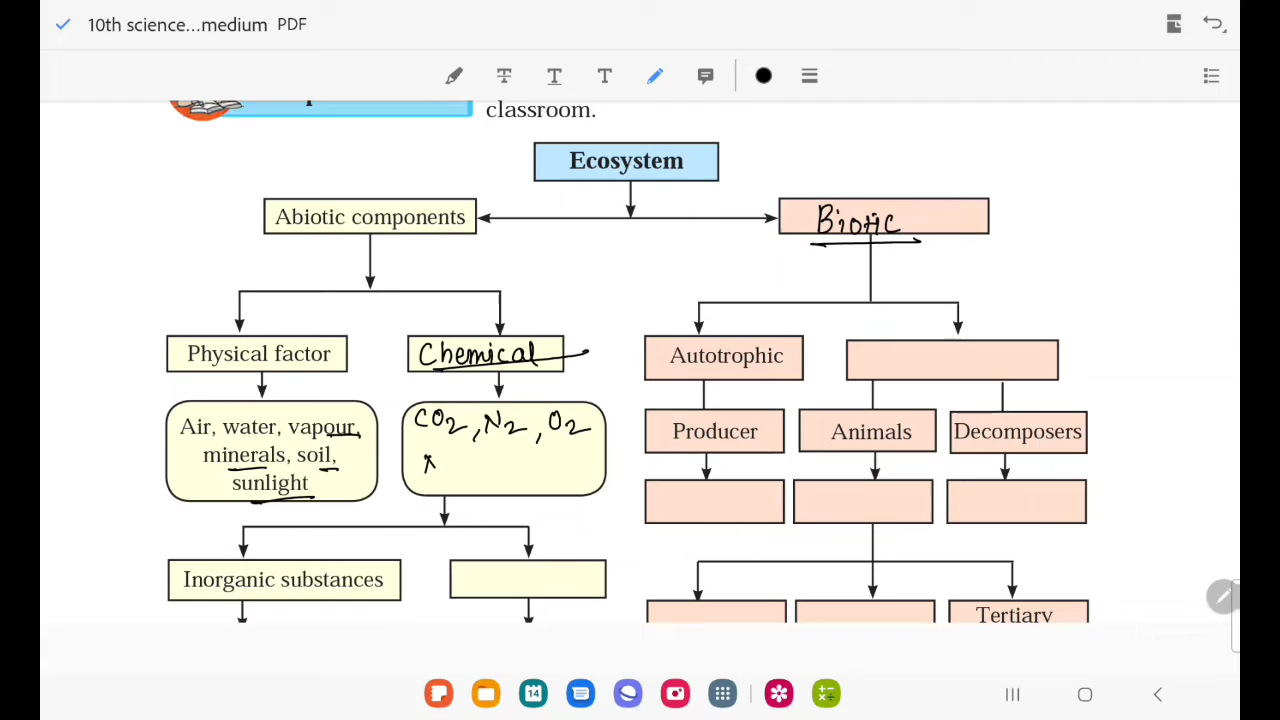 10th science...medium PDF
classroom.
Ecosystem
Abiotic components
Biotic
Physical factor
Chemical
Autotrophic
Air, water, vapour,
minerals, soil,
sunlight
CO2, N2, O2
Producer
Animals
Decomposers
Inorganic substances
Tertiary
14